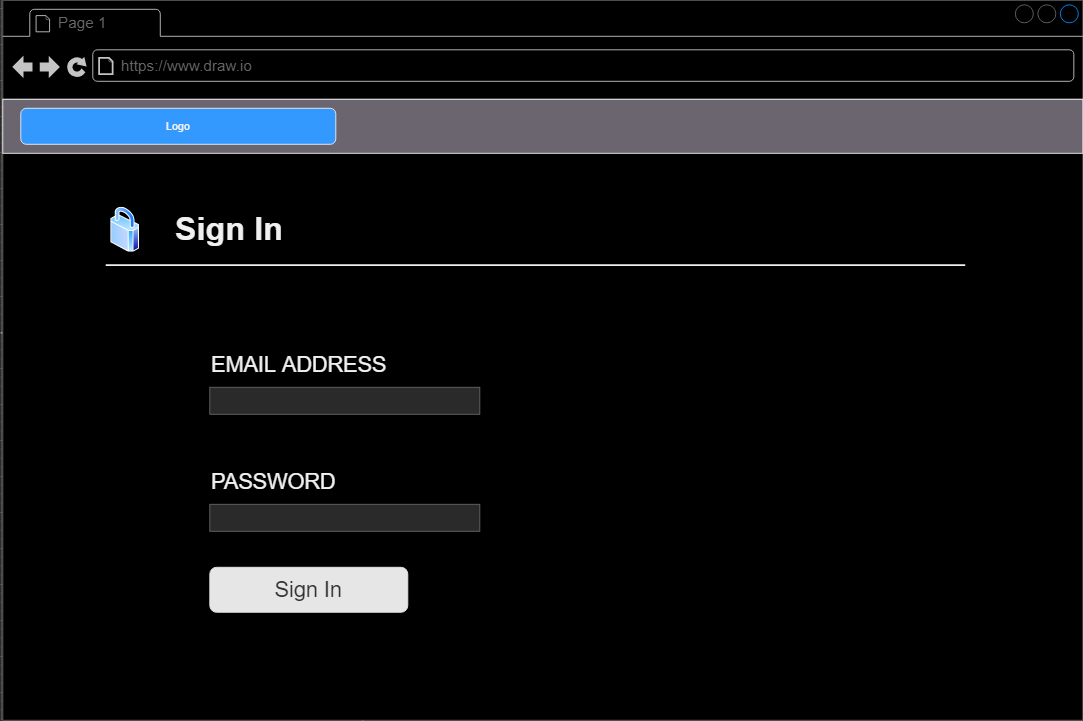 Page 1
https://www.draw.io
Logo
Sign In
EMAIL ADDRESS
PASSWORD
Sign In